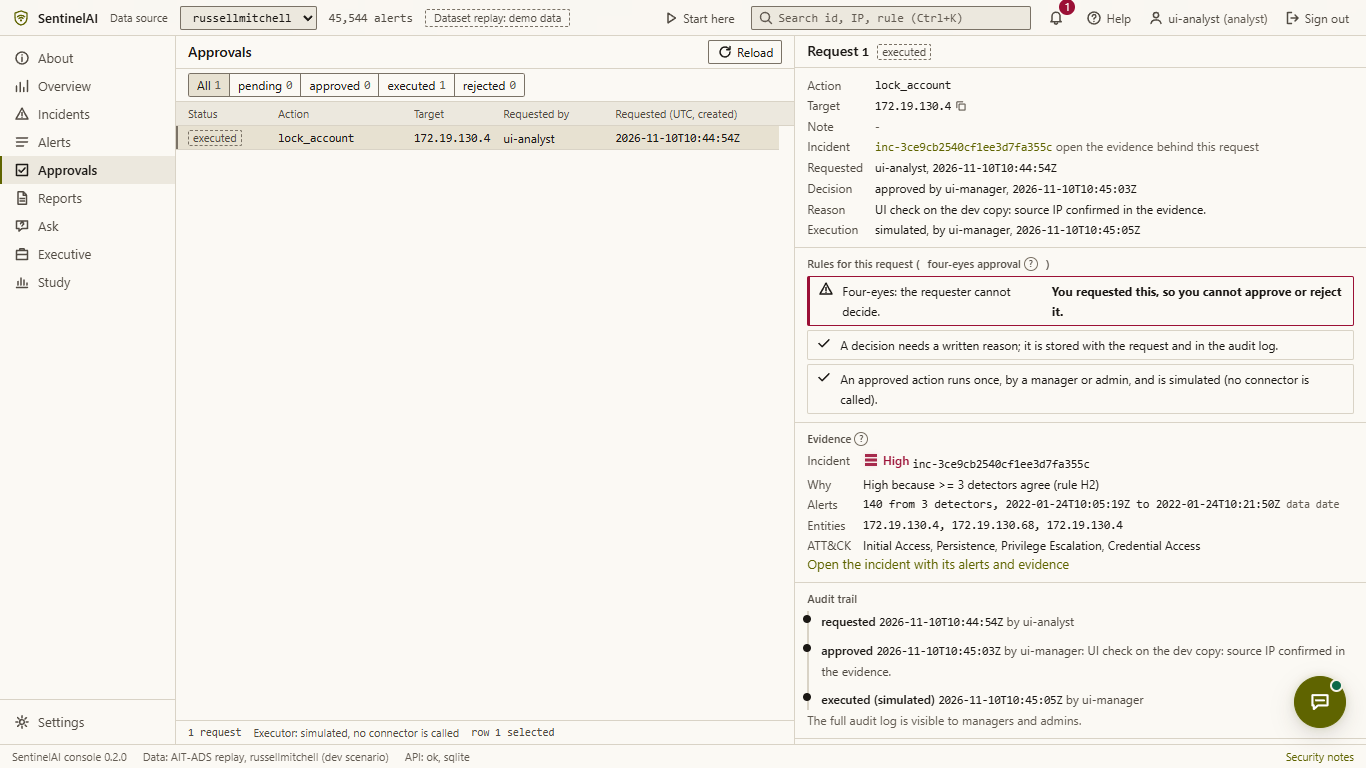 SentinelAI Data source russellmitchell 45,544 alerts Dataset replay: demo data Start here Search id, IP, rule (Ctrl+K) 1 Help ui-analyst (analyst) Sign out
About
Overview
Incidents
Alerts
Approvals
Reports
Ask
Executive
Study
Settings
Approvals Reload
All 1 pending 0 approved 0 executed 1 rejected 0
Status Action Target Requested by Requested (UTC, created)
executed lock_account 172.19.130.4 ui-analyst 2026-11-10T10:44:54Z
1 request Executor: simulated, no connector is called row 1 selected
Request 1 executed
Action lock_account
Target 172.19.130.4
Note -
Incident inc-3ce9cb2540cf1ee3d7fa355c open the evidence behind this request
Requested ui-analyst, 2026-11-10T10:44:54Z
Decision approved by ui-manager, 2026-11-10T10:45:03Z
Reason UI check on the dev copy: source IP confirmed in the evidence.
Execution simulated, by ui-manager, 2026-11-10T10:45:05Z
Rules for this request ( four-eyes approval ? )
Four-eyes: the requester cannot decide. You requested this, so you cannot approve or reject it.
A decision needs a written reason; it is stored with the request and in the audit log.
An approved action runs once, by a manager or admin, and is simulated (no connector is
called).
Evidence ?
Incident High inc-3ce9cb2540cf1ee3d7fa355c
Why High because >= 3 detectors agree (rule H2)
Alerts 140 from 3 detectors, 2022-01-24T10:05:19Z to 2022-01-24T10:21:50Z data date
Entities 172.19.130.4, 172.19.130.68, 172.19.130.4
ATT&CK Initial Access, Persistence, Privilege Escalation, Credential Access
Open the incident with its alerts and evidence
Audit trail
requested 2026-11-10T10:44:54Z by ui-analyst
approved 2026-11-10T10:45:03Z by ui-manager: UI check on the dev copy: source IP confirmed in
the evidence.
executed (simulated) 2026-11-10T10:45:05Z by ui-manager
The full audit log is visible to managers and admins.
SentinelAI console 0.2.0 Data: AIT-ADS replay, russellmitchell (dev scenario) API: ok, sqlite Security notes